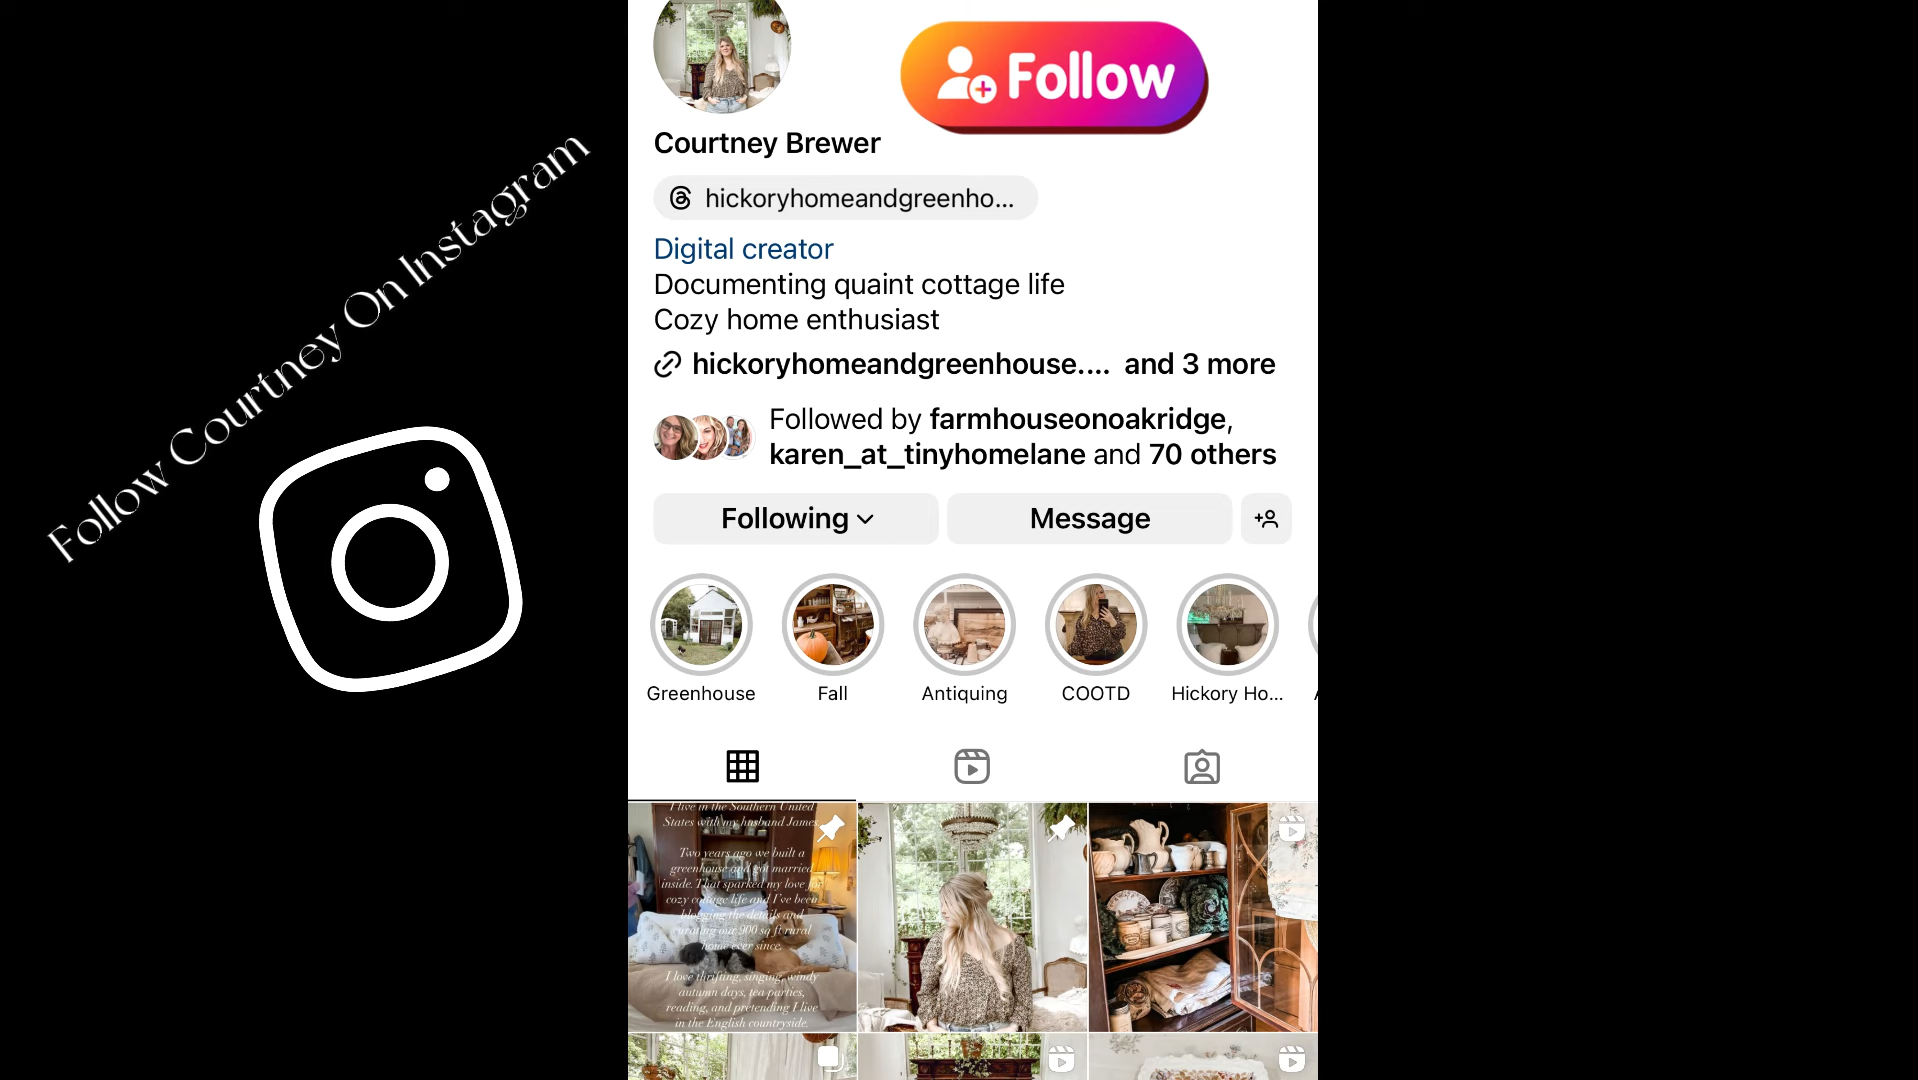 Follow Courtney On Instagram
Follow
Courtney Brewer
hickoryhomeandgreenho...
Digital creator
Documenting quaint cottage life
Cozy home enthusiast
hickoryhomeandgreenhouse.... and 3 more
Followed by farmhouseonoakridge,
karen_at_tinyhomelane and 70 others
Following
Message
Greenhouse
Fall
Antiquing
COOTD
Hickory Ho...
I live in the Southern United
States with my husband James.
Two years ago we built a
greenhouse and got married
inside. That sparked my love for
cozy cottage life and I've been
blogging the details and
curating our 900 sq ft rural
home ever since.
I love thrifting, singing, windy
autumn days, tea parties,
reading, and pretending I live
in the English countryside.